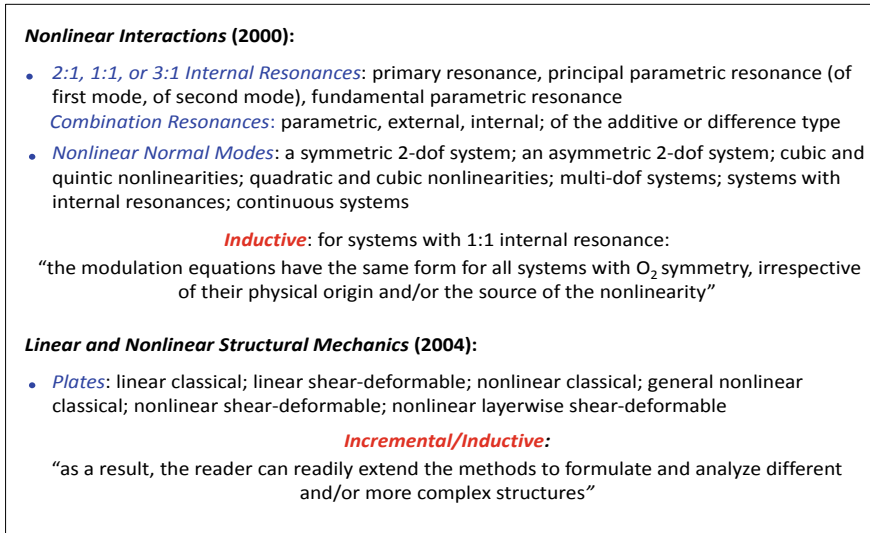 Nonlinear Interactions (2000):
• 2:1, 1:1, or 3:1 Internal Resonances: primary resonance, principal parametric resonance (of
first mode, of second mode), fundamental parametric resonance
Combination Resonances: parametric, external, internal; of the additive or difference type
• Nonlinear Normal Modes: a symmetric 2-dof system; an asymmetric 2-dof system; cubic and
quintic nonlinearities; quadratic and cubic nonlinearities; multi-dof systems; systems with
internal resonances; continuous systems
Inductive: for systems with 1:1 internal resonance:
“the modulation equations have the same form for all systems with O₂ symmetry, irrespective
of their physical origin and/or the source of the nonlinearity”
Linear and Nonlinear Structural Mechanics (2004):
• Plates: linear classical; linear shear-deformable; nonlinear classical; general nonlinear
classical; nonlinear shear-deformable; nonlinear layerwise shear-deformable
Incremental/Inductive:
“as a result, the reader can readily extend the methods to formulate and analyze different
and/or more complex structures”